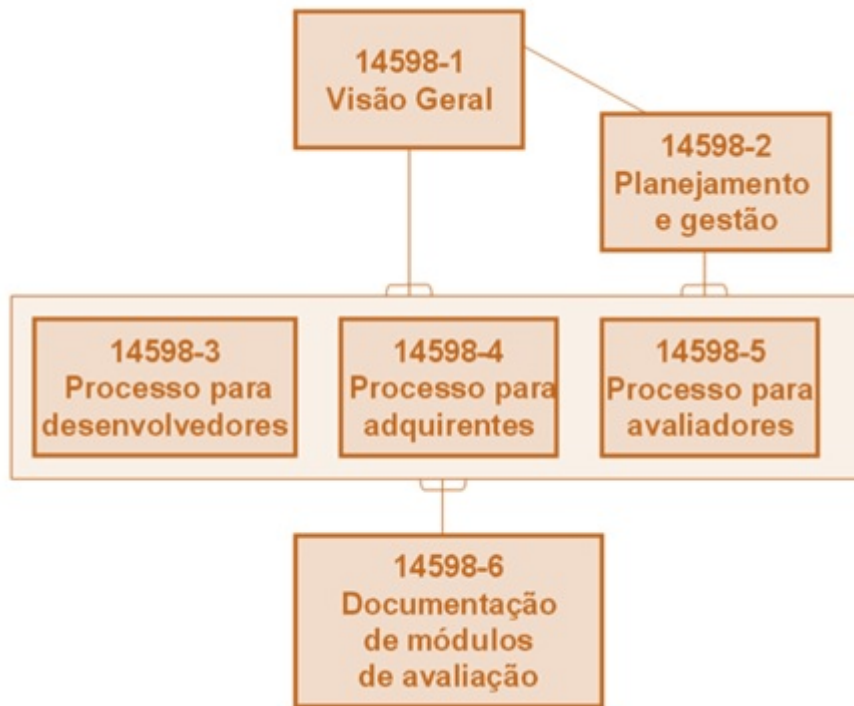 14598-1
Visão Geral
14598-2
Planejamento
e gestão
14598-3
Processo para
desenvolvedores
14598-4
Processo para
adquirentes
14598-5
Processo para
avaliadores
14598-6
Documentação
de módulos
de avaliação